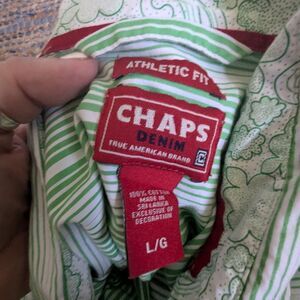 ATHLETIC FIT
CHAPS
DENIM
TRUE AMERICAN BRAND
100% COTTON
MADE IN
SRI LANKA
EXCLUSIVE OF
DECORATION
L/G